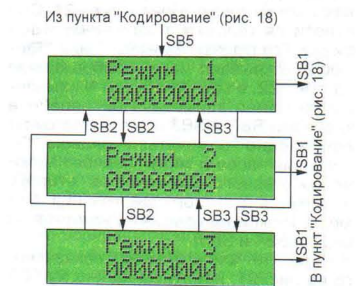 Из пункта "Кодирование" (рис. 18)
SB5
Режим 1
00000000
SB1
SB2
SB2
SB3
Режим 2
00000000
SB1
SB2
SB3
SB3
Режим 3
00000000
SB1
В пункт "Кодирование" (рис. 18)